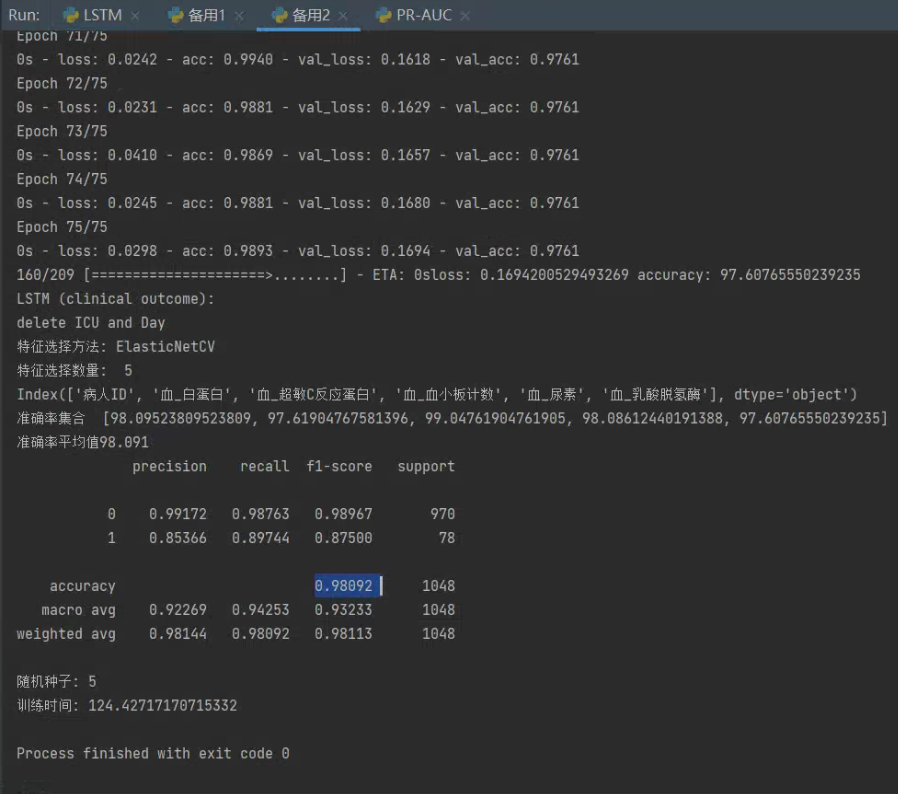 Run: LSTM × 备用1 × 备用2 × PR-AUC ×
Epoch 71/75
0s - loss: 0.0242 - acc: 0.9940 - val_loss: 0.1618 - val_acc: 0.9761
Epoch 72/75
0s - loss: 0.0231 - acc: 0.9881 - val_loss: 0.1629 - val_acc: 0.9761
Epoch 73/75
0s - loss: 0.0410 - acc: 0.9869 - val_loss: 0.1657 - val_acc: 0.9761
Epoch 74/75
0s - loss: 0.0245 - acc: 0.9881 - val_loss: 0.1680 - val_acc: 0.9761
Epoch 75/75
0s - loss: 0.0298 - acc: 0.9893 - val_loss: 0.1694 - val_acc: 0.9761
160/209 [=====================>........] - ETA: 0sloss: 0.1694200529493269 accuracy: 97.60765550239235
LSTM (clinical outcome):
delete ICU and Day
特征选择方法: ElasticNetCV
特征选择数量:  5
Index(['病人ID', '血_白蛋白', '血_超敏C反应蛋白', '血_血小板计数', '血_尿素', '血_乳酸脱氢酶'], dtype='object')
准确率集合  [98.09523809523809, 97.61904767581396, 99.04761904761905, 98.08612440191388, 97.60765550239235]
准确率平均值98.091
precision recall f1-score support
0 0.99172 0.98763 0.98967 970
1 0.85366 0.89744 0.87500 78
accuracy 0.98092 1048
macro avg 0.92269 0.94253 0.93233 1048
weighted avg 0.98144 0.98092 0.98113 1048
随机种子: 5
训练时间: 124.42717170715332
Process finished with exit code 0